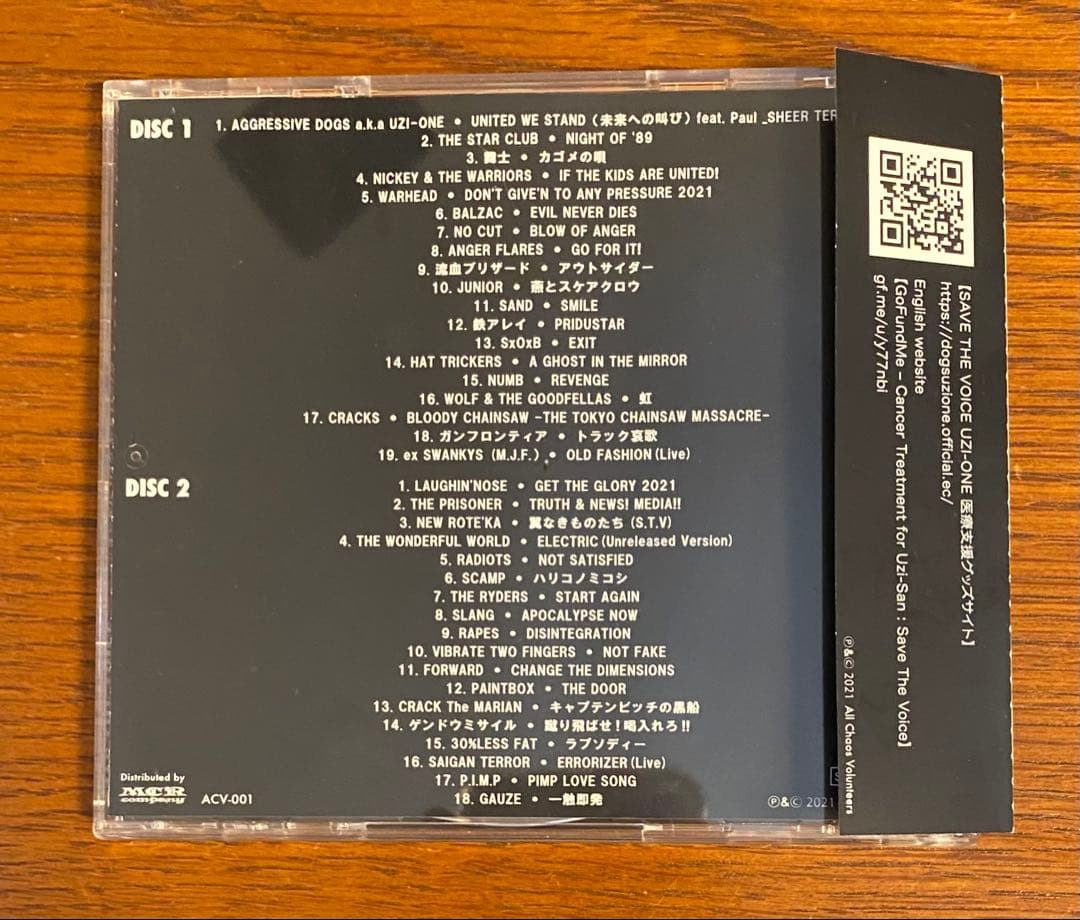 DISC 1
1. AGGRESSIVE DOGS a.k.a UZI-ONE • UNITED WE STAND (未来への叫び) feat. Paul _SHEER TER
2. THE STAR CLUB • NIGHT OF '89
3. 闘士 • カゴメの唄
4. NICKEY & THE WARRIORS • IF THE KIDS ARE UNITED!
5. WARHEAD • DON'T GIVE'N TO ANY PRESSURE 2021
6. BALZAC • EVIL NEVER DIES
7. NO CUT • BLOW OF ANGER
8. ANGER FLARES • GO FOR IT!
9. 流血ブリザード • アウトサイダー
10. JUNIOR • 燕とスケアクロウ
11. SAND • SMILE
12. 鉄アレイ • PRIDUSTAR
13. SxOxB • EXIT
14. HAT TRICKERS • A GHOST IN THE MIRROR
15. NUMB • REVENGE
16. WOLF & THE GOODFELLAS • 虹
17. CRACKS • BLOODY CHAINSAW -THE TOKYO CHAINSAW MASSACRE-
18. ガンフロンティア • トラック哀歌
19. ex SWANKYS (M.J.F.) • OLD FASHION (Live)
DISC 2
1. LAUGHIN'NOSE • GET THE GLORY 2021
2. THE PRISONER • TRUTH & NEWS! MEDIA!!
3. NEW ROTE'KA • 翼なきものたち (S.T.V)
4. THE WONDERFUL WORLD • ELECTRIC (Unreleased Version)
5. RADIOTS • NOT SATISFIED
6. SCAMP • ハリコノミコシ
7. THE RYDERS • START AGAIN
8. SLANG • APOCALYPSE NOW
9. RAPES • DISINTEGRATION
10. VIBRATE TWO FINGERS • NOT FAKE
11. FORWARD • CHANGE THE DIMENSIONS
12. PAINTBOX • THE DOOR
13. CRACK The MARIAN • キャプテンビッチの黒船
14. ゲンドウミサイル • 蹴り飛ばせ!喝入れろ!!
15. 30%LESS FAT • ラプソディー
16. SAIGAN TERROR • ERRORIZER (Live)
17. P.I.M.P • PIMP LOVE SONG
18. GAUZE • 一触即発
Distributed by
MCR
company
ACV-001
Ⓟ&© 2021
【SAVE THE VOICE UZI-ONE 医療支援グッズサイト】
https://dogsuzione.official.ec/
English website
【GoFundMe – Cancer Treatment for Uzi-San : Save The Voice】
gf.me/u/y77nbi
Ⓟ&© 2021 All Chaos Volunteers